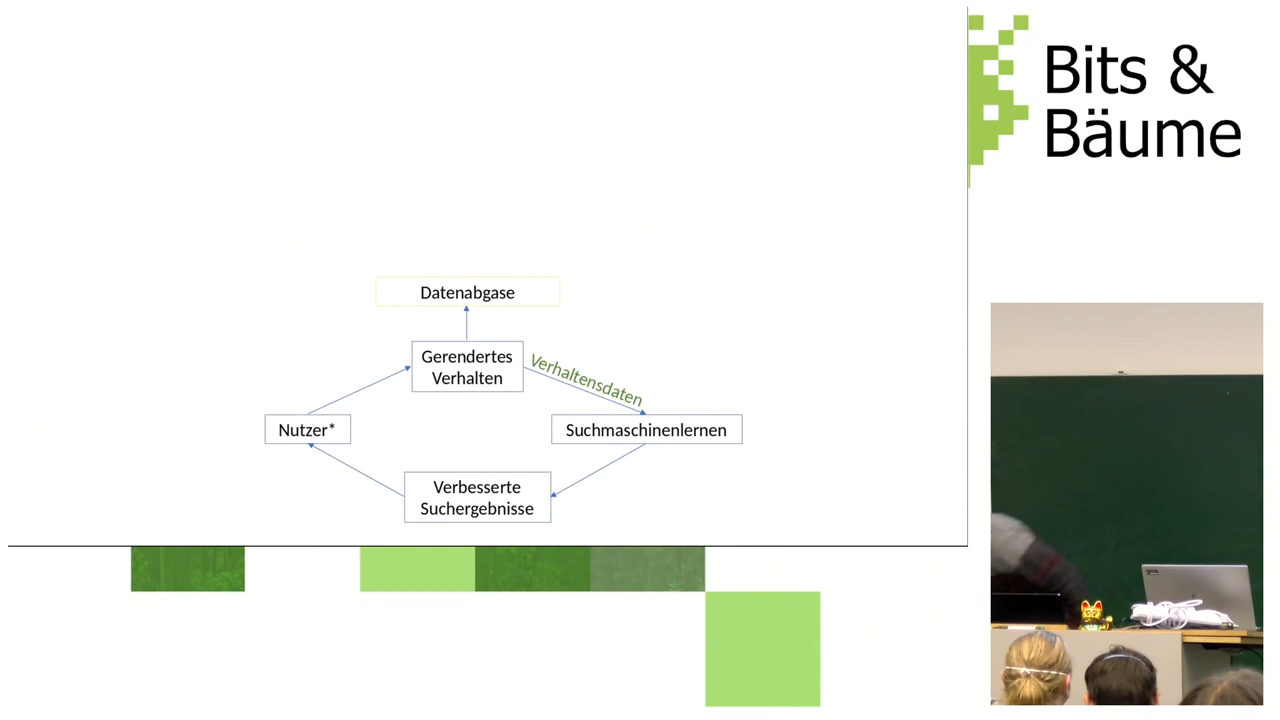 Bits &
Bäume
Datenabgase
Gerendertes
Verhalten
Verhaltensdaten
Nutzer*
Suchmaschinenlernen
Verbesserte
Suchergebnisse